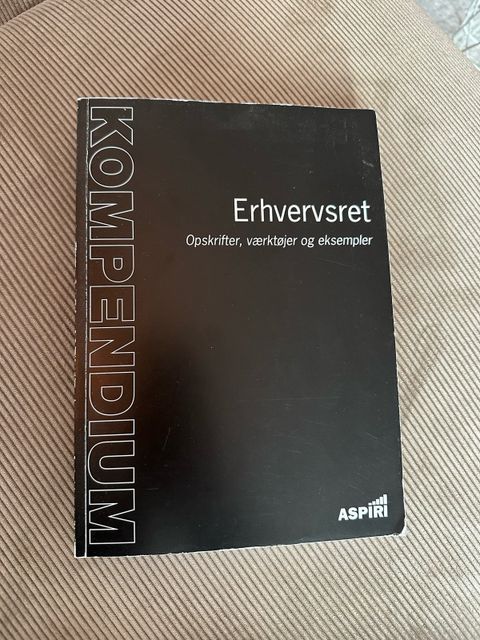 KOMPENDIUM
Erhvervsret
Opskrifter, værktøjer og eksempler
ASPIRI